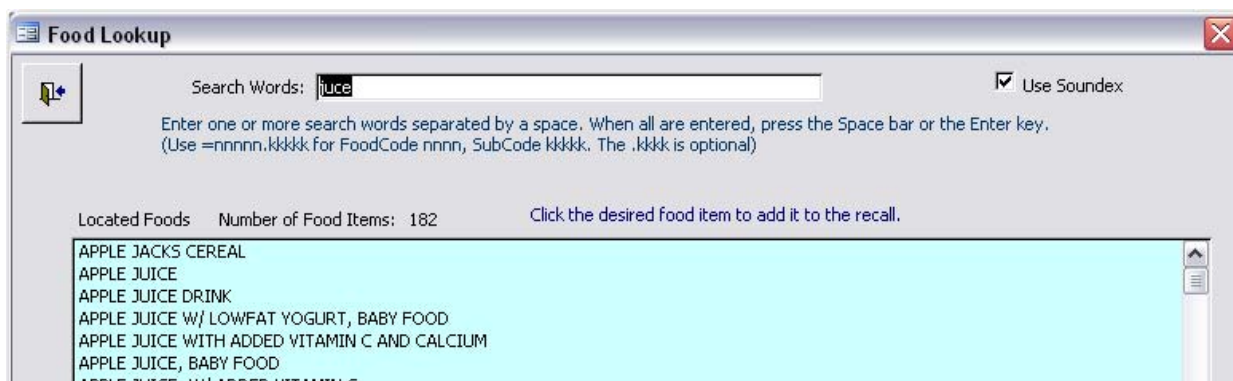 Food Lookup
Search Words: juce
Use Soundex
Enter one or more search words separated by a space. When all are entered, press the Space bar or the Enter key.
(Use =nnnnn.kkkkk for FoodCode nnnn, SubCode kkkkk. The .kkkk is optional)
Located Foods Number of Food Items: 182 Click the desired food item to add it to the recall.
APPLE JACKS CEREAL
APPLE JUICE
APPLE JUICE DRINK
APPLE JUICE W/ LOWFAT YOGURT, BABY FOOD
APPLE JUICE WITH ADDED VITAMIN C AND CALCIUM
APPLE JUICE, BABY FOOD